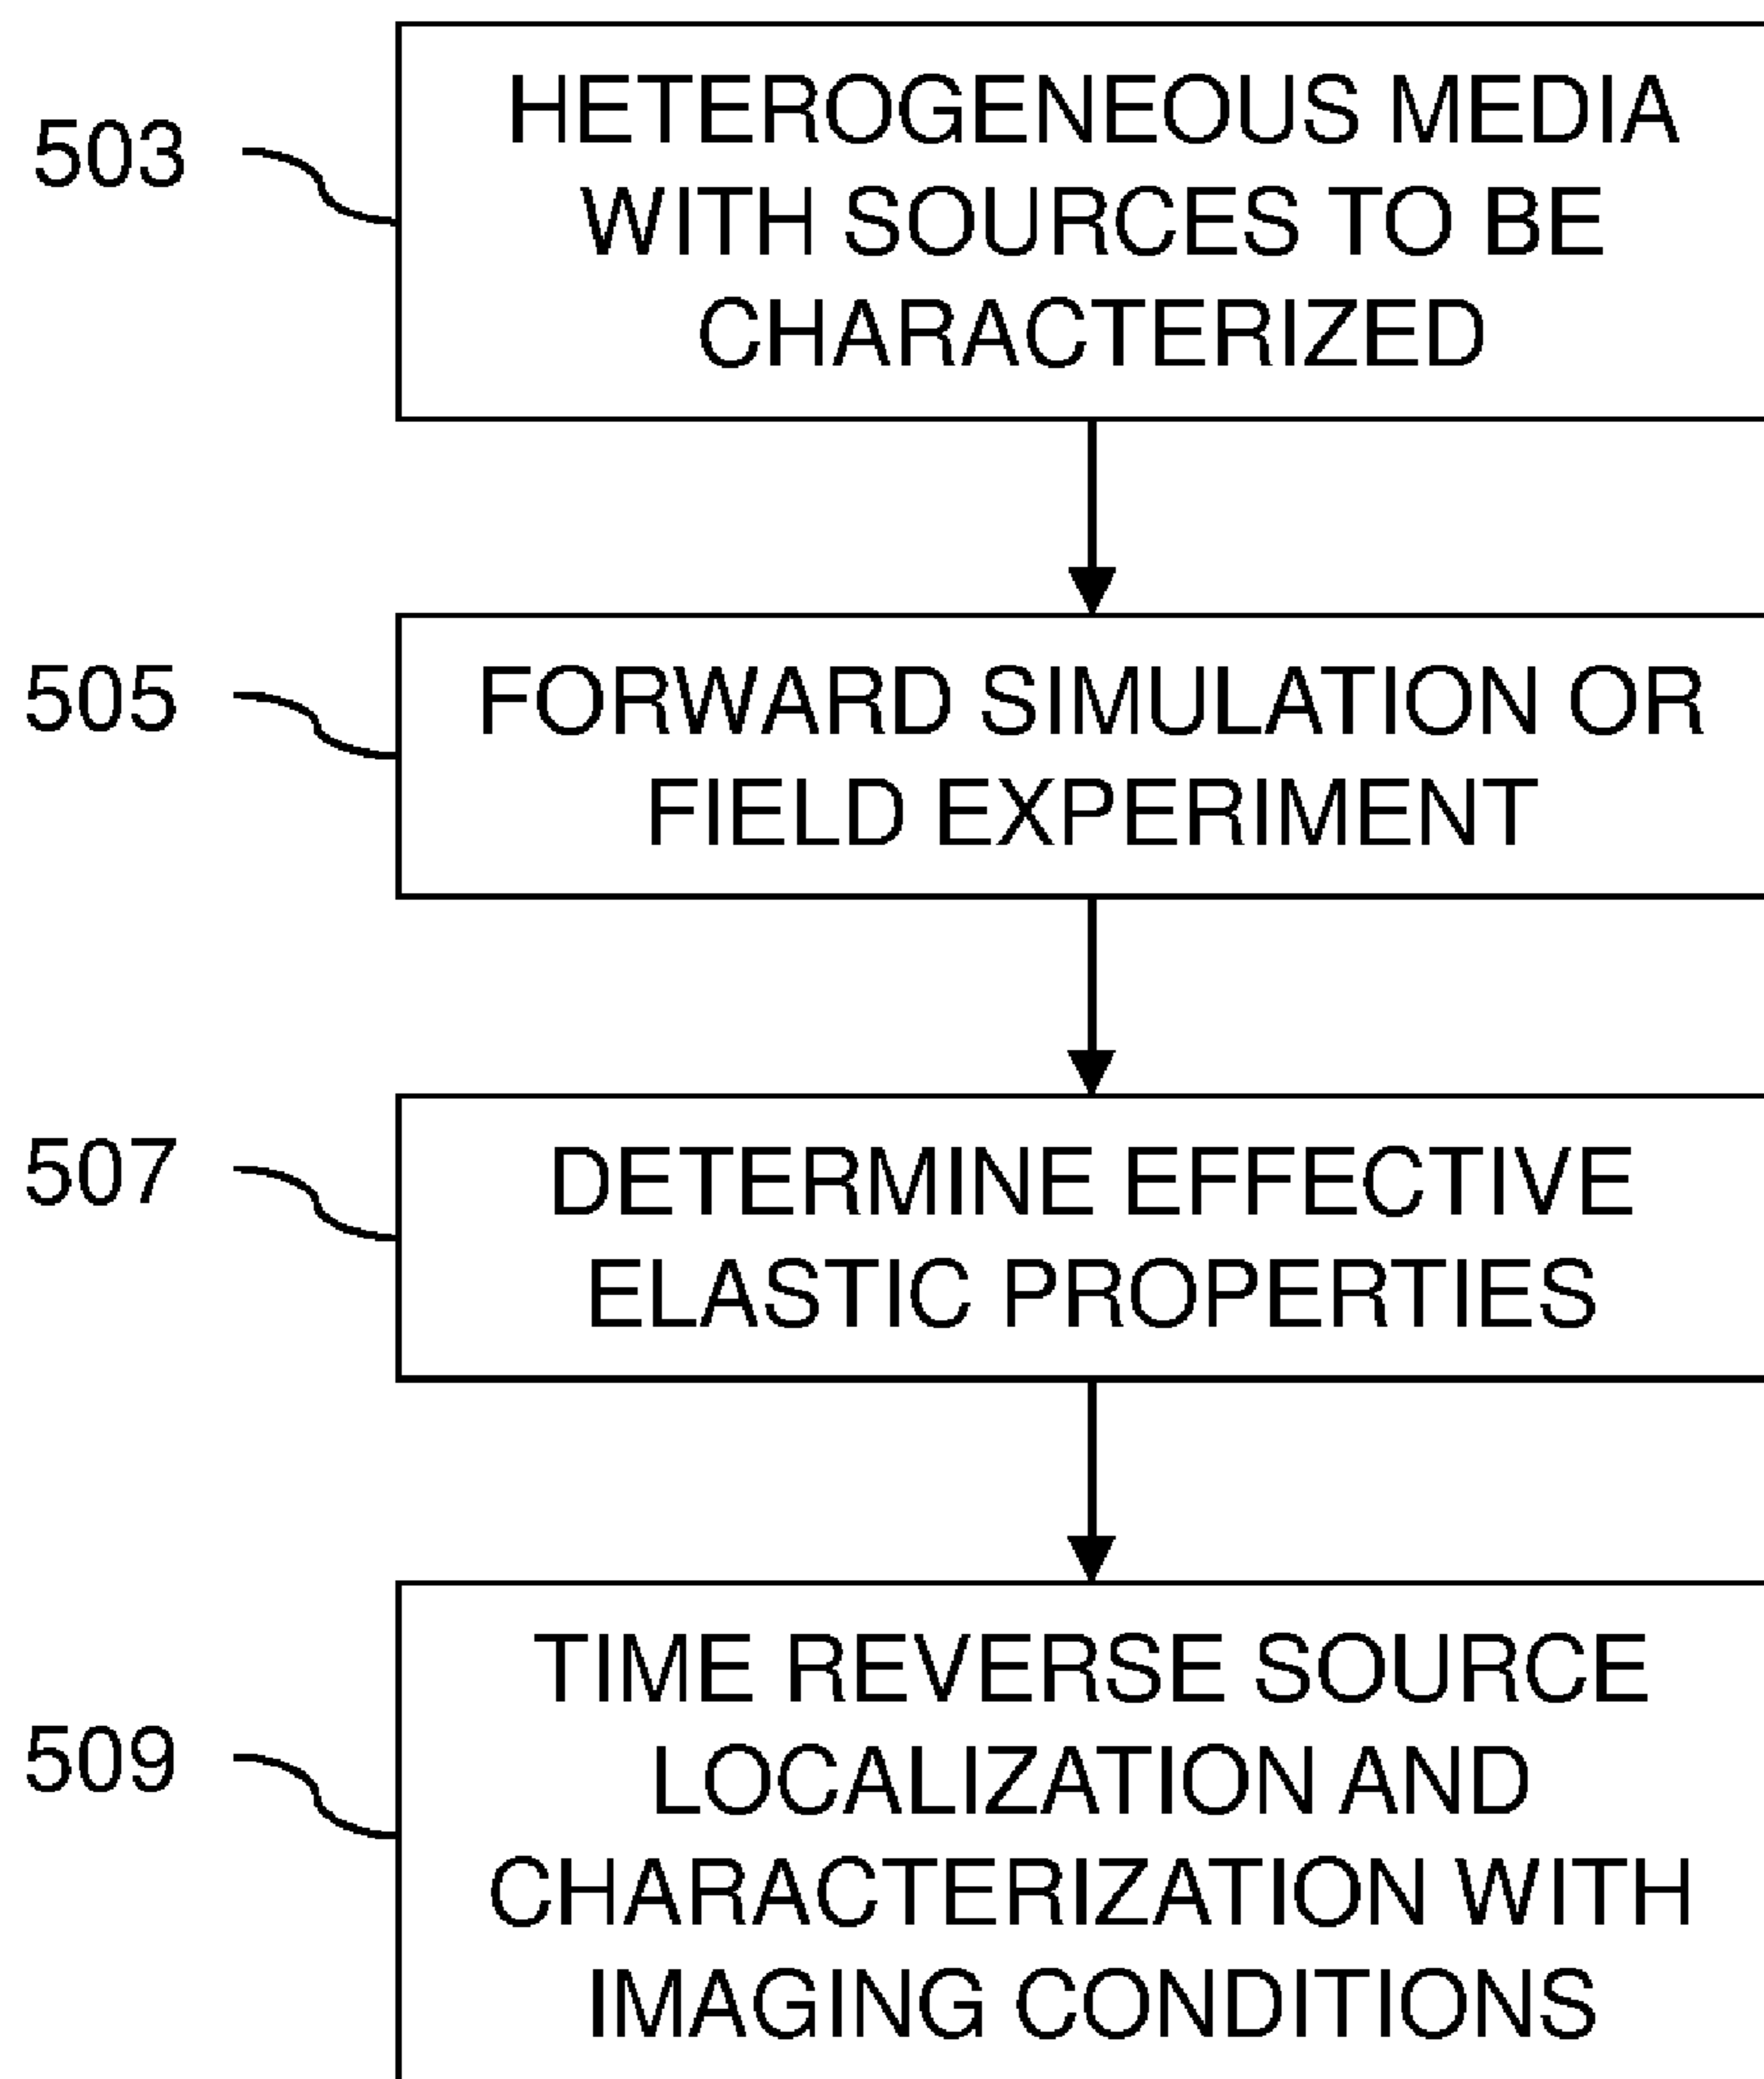 503
HETEROGENEOUS MEDIA
WITH SOURCES TO BE
CHARACTERIZED
505
FORWARD SIMULATION OR
FIELD EXPERIMENT
507
DETERMINE EFFECTIVE
ELASTIC PROPERTIES
509
TIME REVERSE SOURCE
LOCALIZATION AND
CHARACTERIZATION WITH
IMAGING CONDITIONS